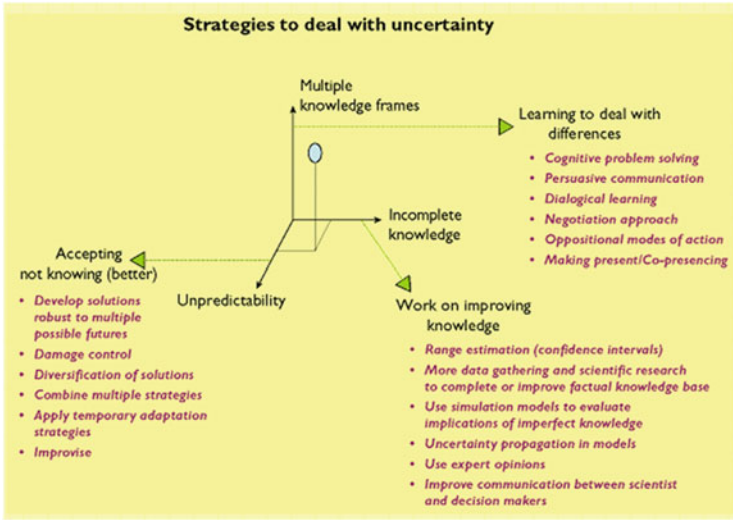 Strategies to deal with uncertainty
Multiple
knowledge frames
Learning to deal with
differences
• Cognitive problem solving
• Persuasive communication
• Dialogical learning
• Negotiation approach
• Oppositional modes of action
• Making present/Co-presencing
Incomplete
knowledge
Accepting
not knowing (better)
Unpredictability
• Develop solutions
robust to multiple
possible futures
• Damage control
• Diversification of solutions
• Combine multiple strategies
• Apply temporary adaptation
strategies
• Improvise
Work on improving
knowledge
• Range estimation (confidence intervals)
• More data gathering and scientific research
to complete or improve factual knowledge base
• Use simulation models to evaluate
implications of imperfect knowledge
• Uncertainty propagation in models
• Use expert opinions
• Improve communication between scientist
and decision makers